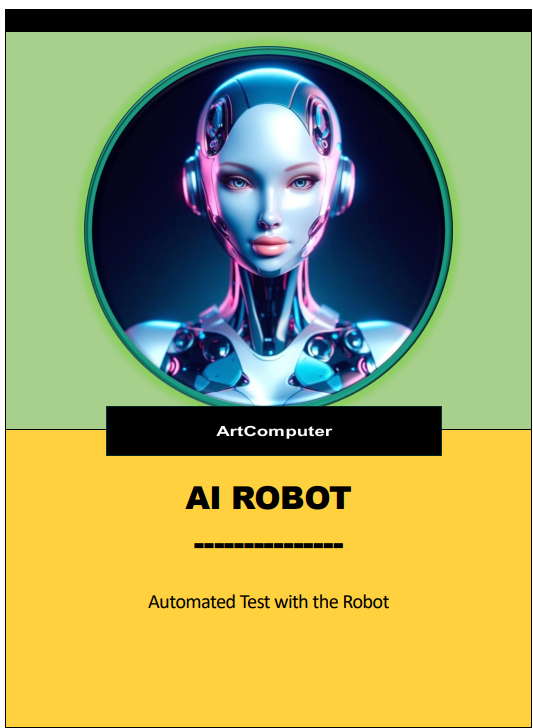 ArtComputer
AI ROBOT
---------------
Automated Test with the Robot